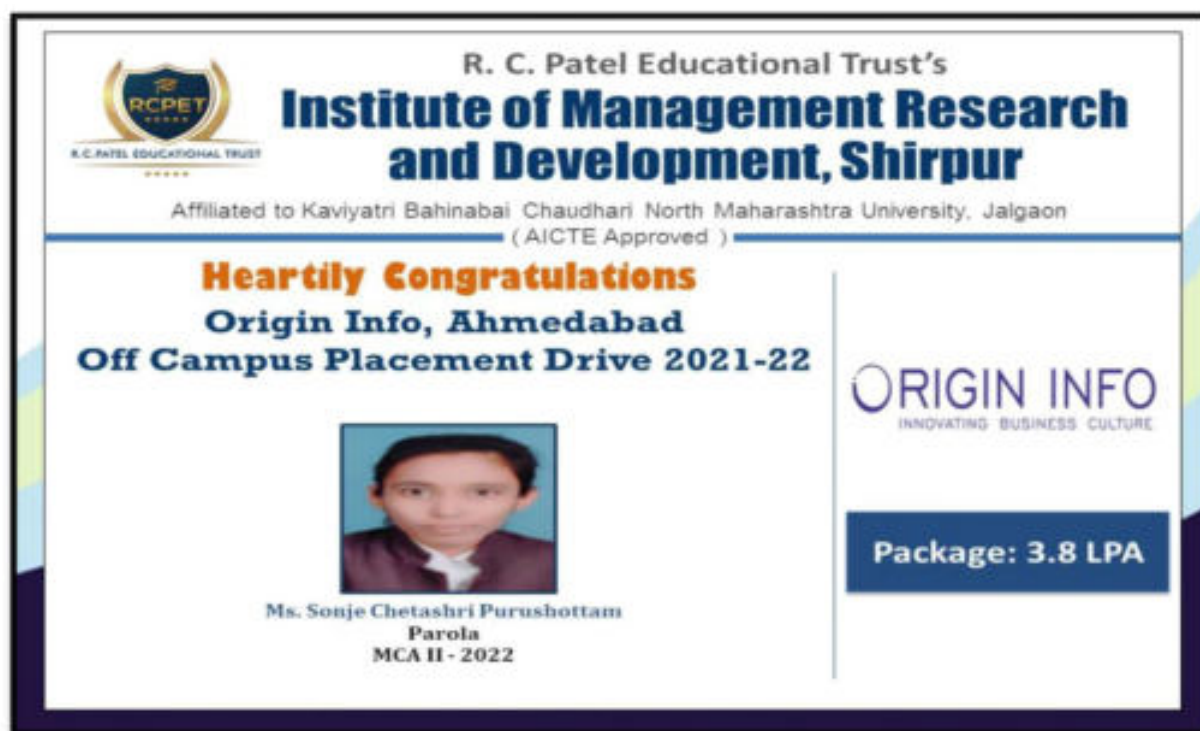 R. C. Patel Educational Trust's
RCPET
R.C.PATEL EDUCATIONAL TRUST
Institute of Management Research
and Development, Shirpur
Affiliated to Kaviyatri Bahinabai Chaudhari North Maharashtra University, Jalgaon
( AICTE Approved )
Heartily Congratulations
Origin Info, Ahmedabad
Off Campus Placement Drive 2021-22
ORIGIN INFO
INNOVATING BUSINESS CULTURE
Package: 3.8 LPA
Ms. Sonje Chetashri Purushottam
Parola
MCA II - 2022